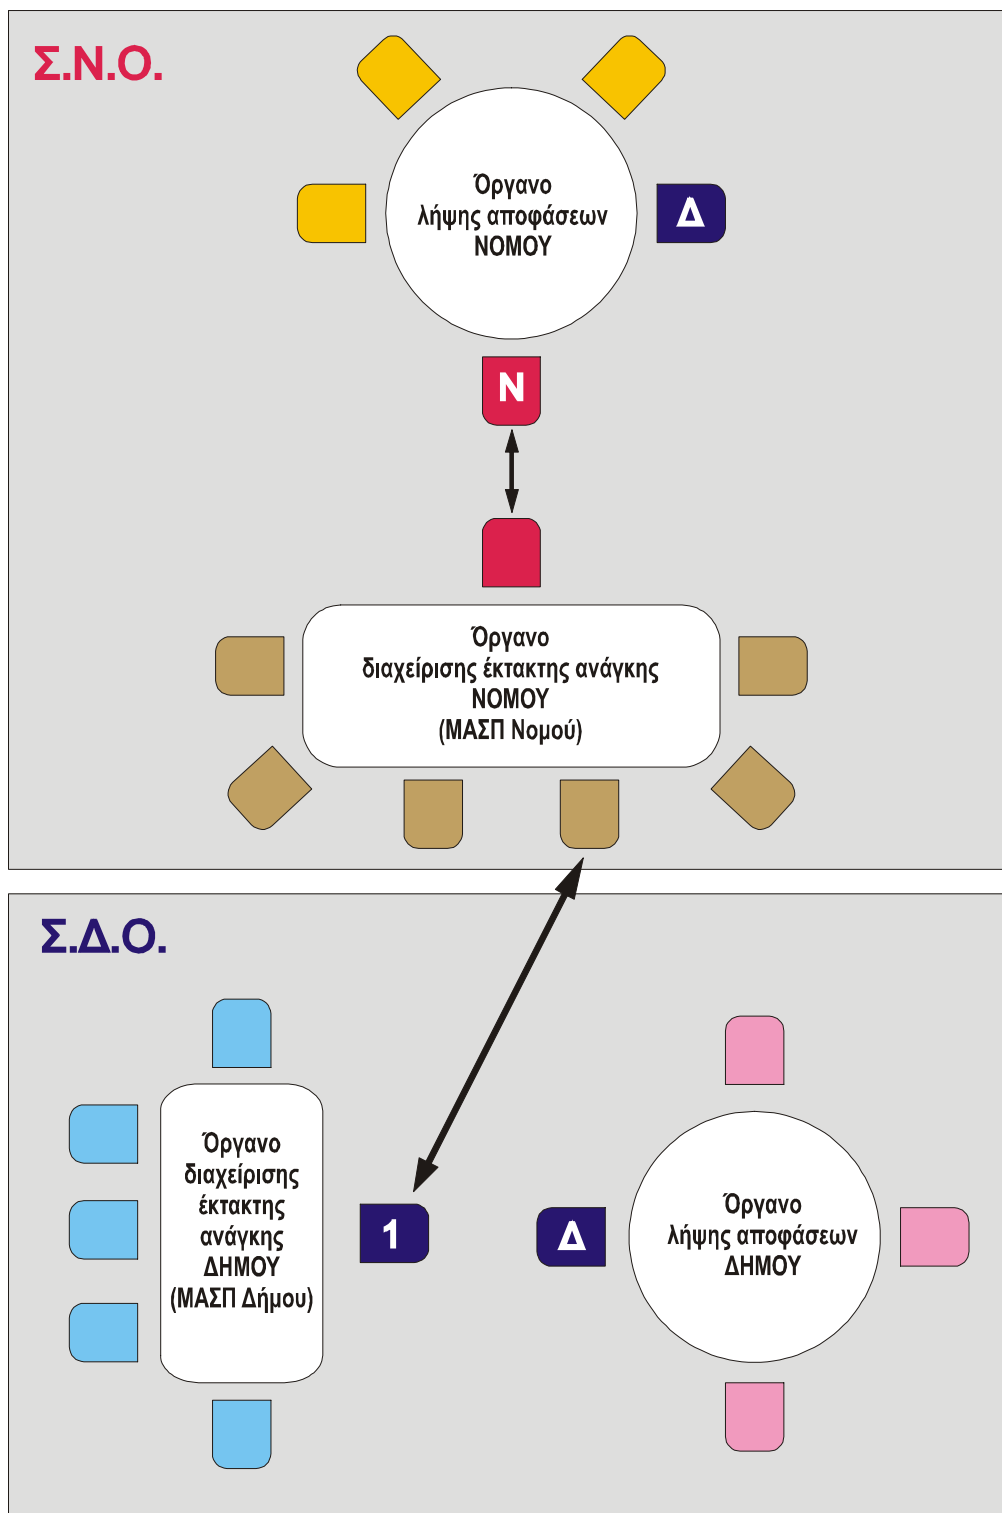 Σ.Ν.Ο.
Όργανο
λήψης αποφάσεων
ΝΟΜΟΥ
Δ
Ν
Όργανο
διαχείρισης έκτακτης ανάγκης
ΝΟΜΟΥ
(ΜΑΣΠ Νομού)
Σ.Δ.Ο.
Όργανο
διαχείρισης
έκτακτης
ανάγκης
ΔΗΜΟΥ
(ΜΑΣΠ Δήμου)
1
Δ
Όργανο
λήψης αποφάσεων
ΔΗΜΟΥ